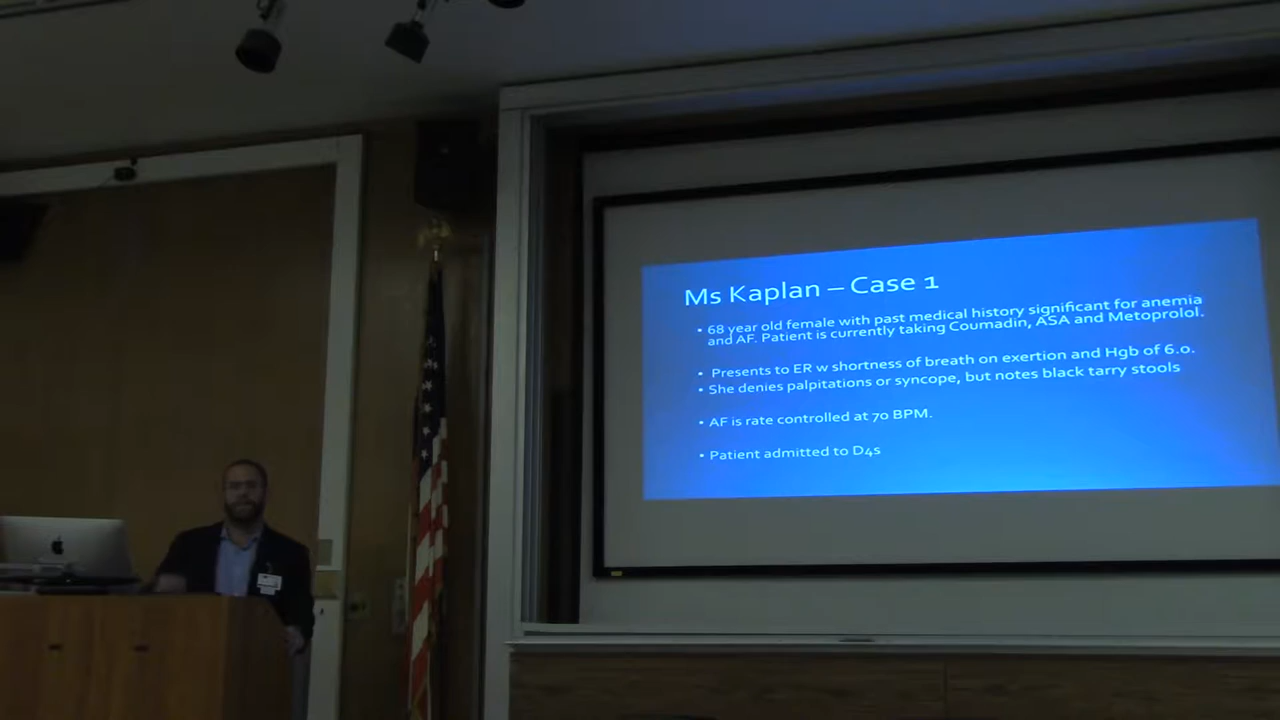 Ms Kaplan – Case 1
• 68 year old female with past medical history significant for anemia
and AF. Patient is currently taking Coumadin, ASA and Metoprolol.
• Presents to ER w shortness of breath on exertion and Hgb of 6.0.
• She denies palpitations or syncope, but notes black tarry stools
• AF is rate controlled at 70 BPM.
• Patient admitted to D4s